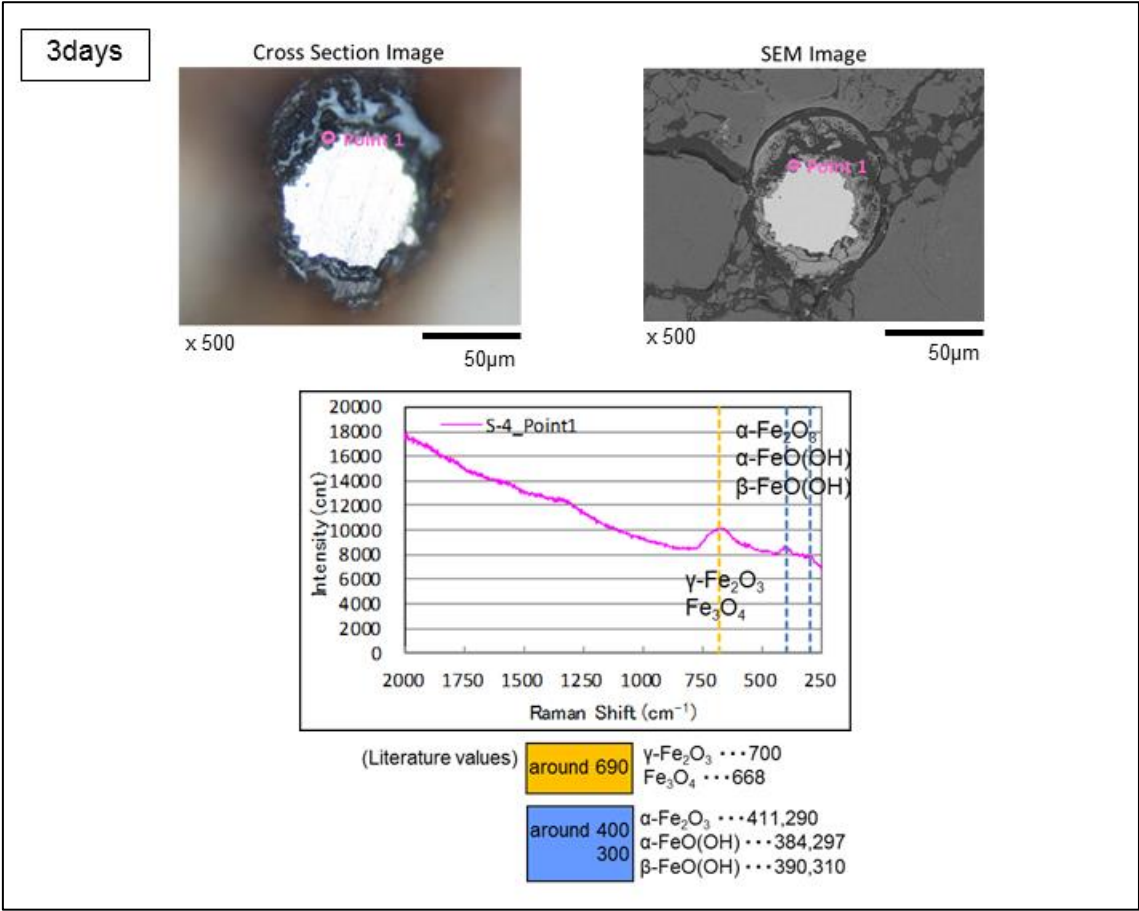 3days
Cross Section Image
SEM Image
Point 1
Point 1
x 500
50µm
x 500
50µm
20000
18000
16000
14000
12000
10000
8000
6000
4000
2000
0
Intensity (cnt)
S-4_Point1
α-Fe₂O₃
α-FeO(OH)
β-FeO(OH)
γ-Fe₂O₃
Fe₃O₄
2000 1750 1500 1250 1000 750 500 250
Raman Shift (cm⁻¹)
(Literature values)
around 690
γ-Fe₂O₃ ···700
Fe₃O₄ ···668
around 400
300
α-Fe₂O₃ ···411,290
α-FeO(OH) ···384,297
β-FeO(OH) ···390,310